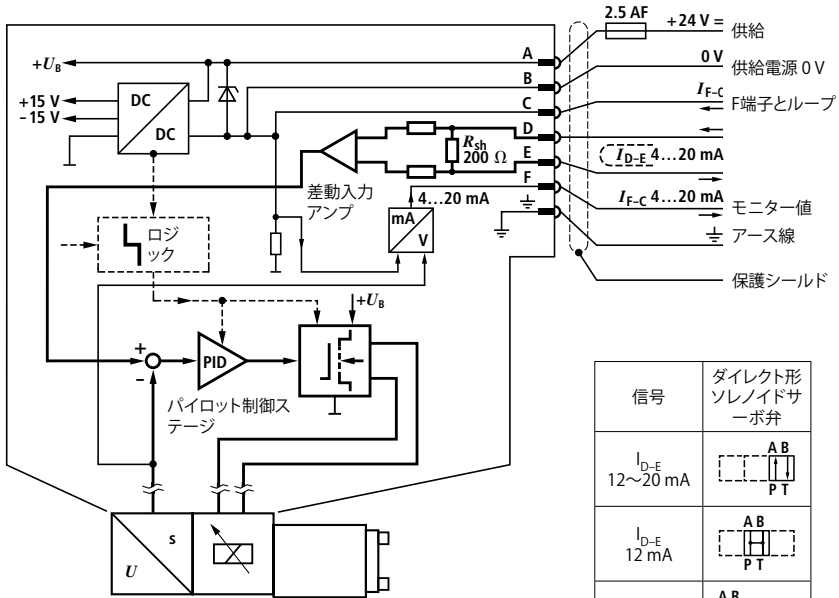 2.5 AF
+24 V =
供給
0 V
供給電源 0 V
I F–C
F端子とループ
I D–E 4…20 mA
I F–C 4…20 mA
モニター値
アース線
保護シールド
A
B
C
D
E
F
+U B
+15 V
–15 V
DC
DC
R sh
200 Ω
差動入力
アンプ
4…20 mA
mA
V
ロジ
ック
+U B
+
–
PID
パイロット制御ス
テージ
s
U
信号
ダイレクト形
ソレノイドサ
ーボ弁
I D–E
12～20 mA
A B
P T
I D–E
12 mA
A B
P T
A B